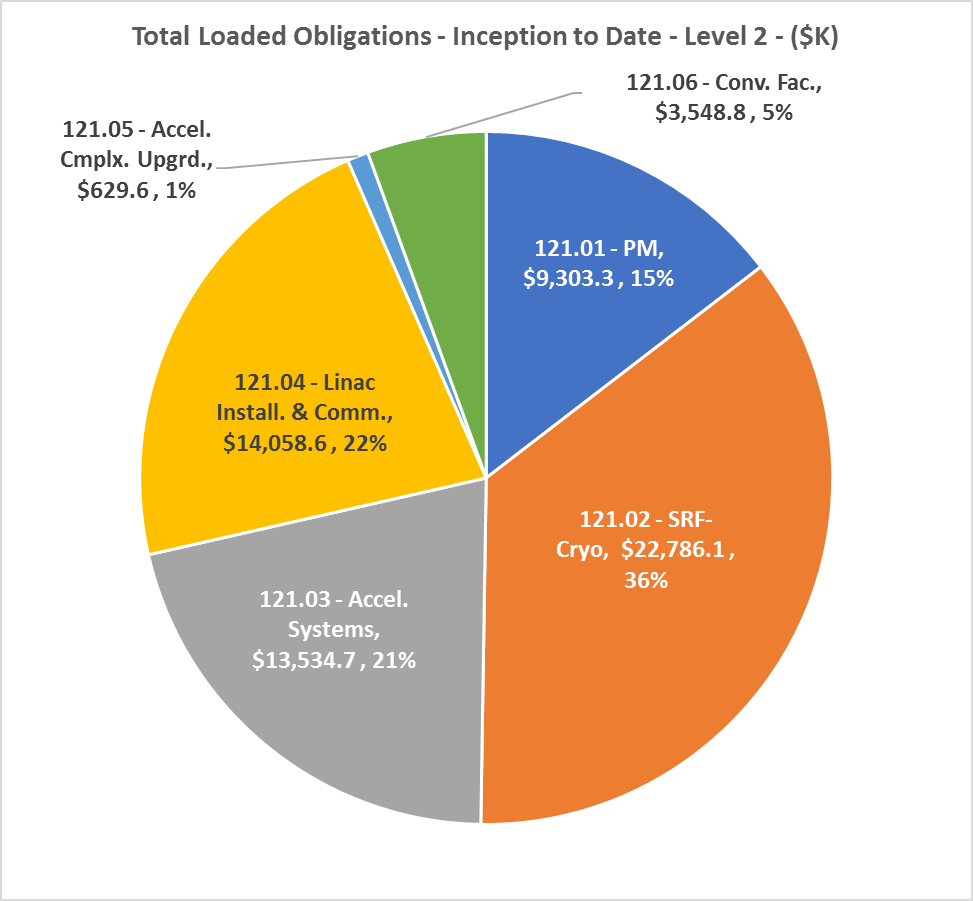 Total Loaded Obligations - Inception to Date - Level 2 - ($K)
121.06 - Conv. Fac.,
$3,548.8 , 5%
121.05 - Accel.
Cmplx. Upgrd.,
$629.6 , 1%
121.01 - PM,
$9,303.3 , 15%
121.04 - Linac
Install. & Comm.,
$14,058.6 , 22%
121.02 - SRF-
Cryo,  $22,786.1 ,
36%
121.03 - Accel.
Systems,
$13,534.7 , 21%